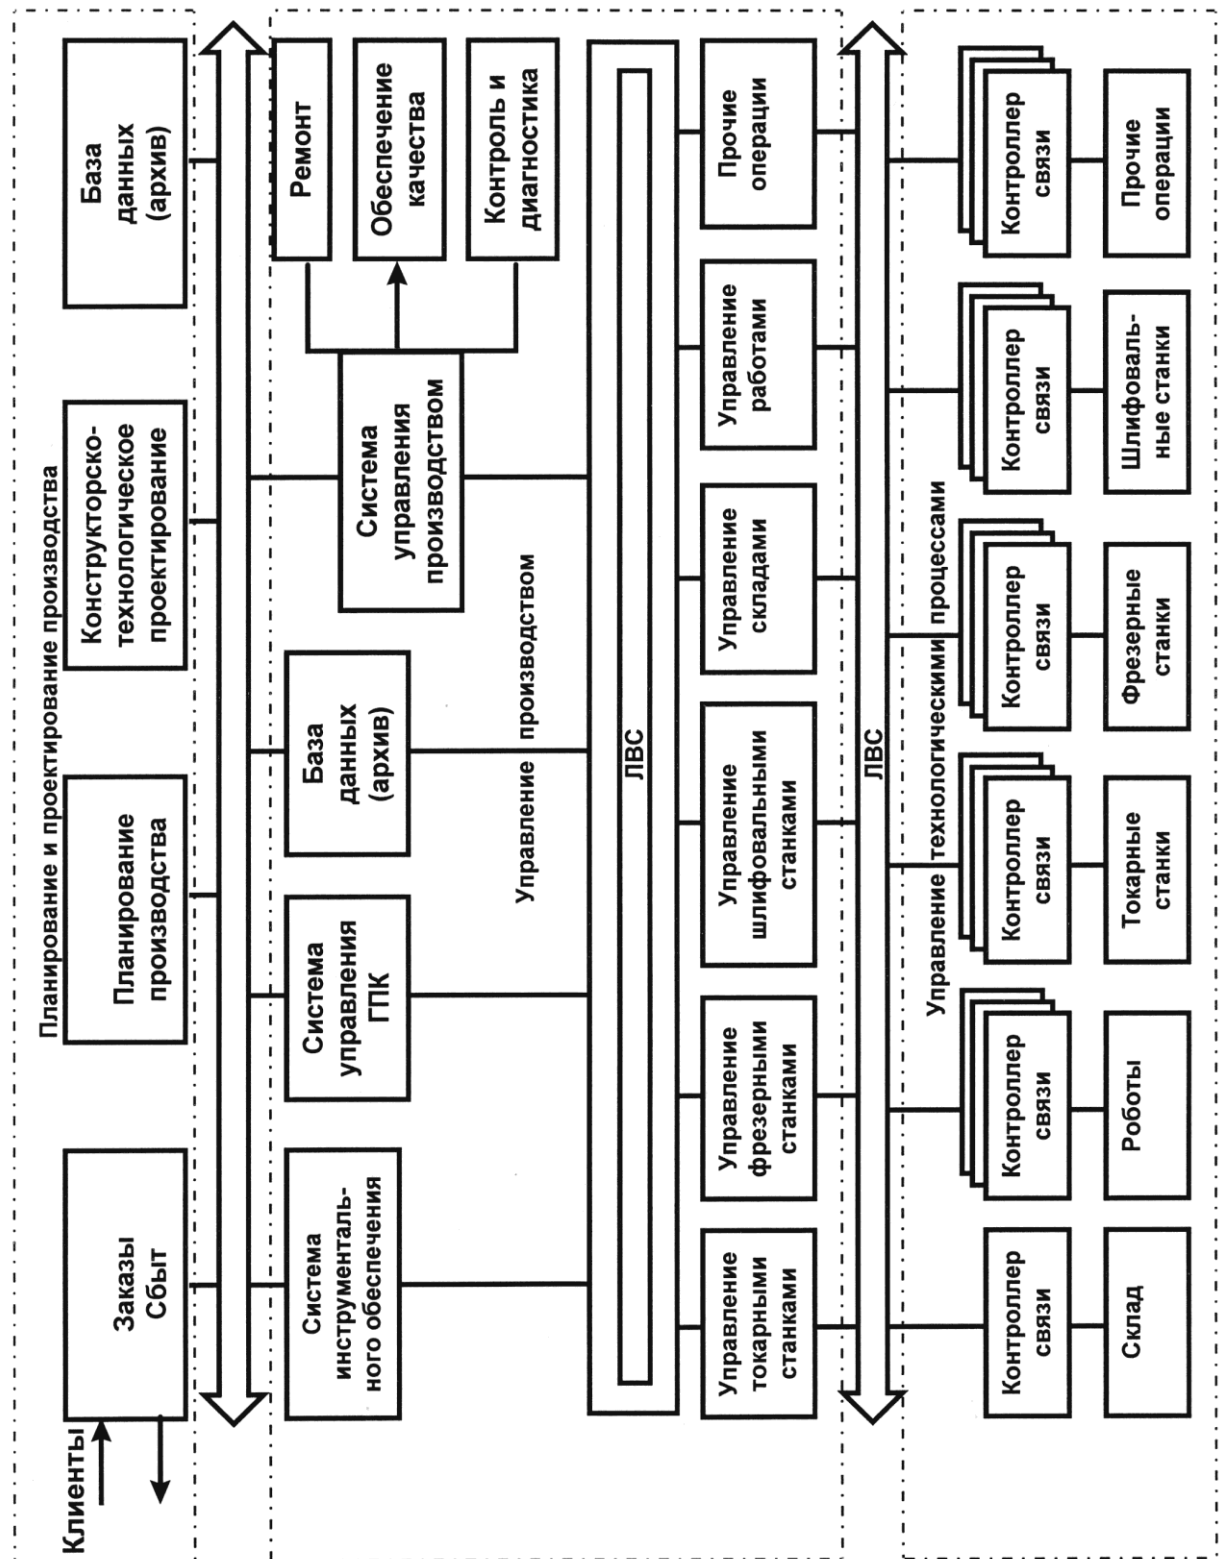 Клиенты
Планирование и проектирование производства
Заказы
Сбыт
Планирование
производства
Конструкторско-
технологическое
проектирование
База
данных
(архив)
Система
инструменталь-
ного обеспечения
Система
управления
ГПК
База
данных
(архив)
Система
управления
производством
Ремонт
Обеспечение
качества
Контроль и
диагностика
Управление производством
ЛВС
Управление
токарными
станками
Управление
фрезерными
станками
Управление
шлифовальными
станками
Управление
складами
Управление
работами
Прочие
операции
ЛВС
Управление технологическими процессами
Контроллер
связи
Контроллер
связи
Контроллер
связи
Контроллер
связи
Контроллер
связи
Контроллер
связи
Склад
Роботы
Токарные
станки
Фрезерные
станки
Шлифоваль-
ные станки
Прочие
операции